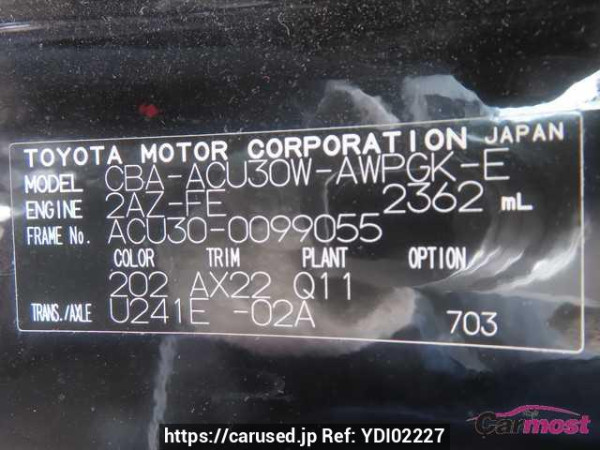 TOYOTA MOTOR CORPORATION JAPAN
MODEL CBA-ACU30W-AWPGK-E
ENGINE 2AZ-FE 2362 mL
FRAME No. ACU30-0099055
COLOR TRIM PLANT OPTION
202 AX22 Q11
TRANS./AXLE U241E -02A 703
Carmost
https://carused.jp Ref: YDI02227